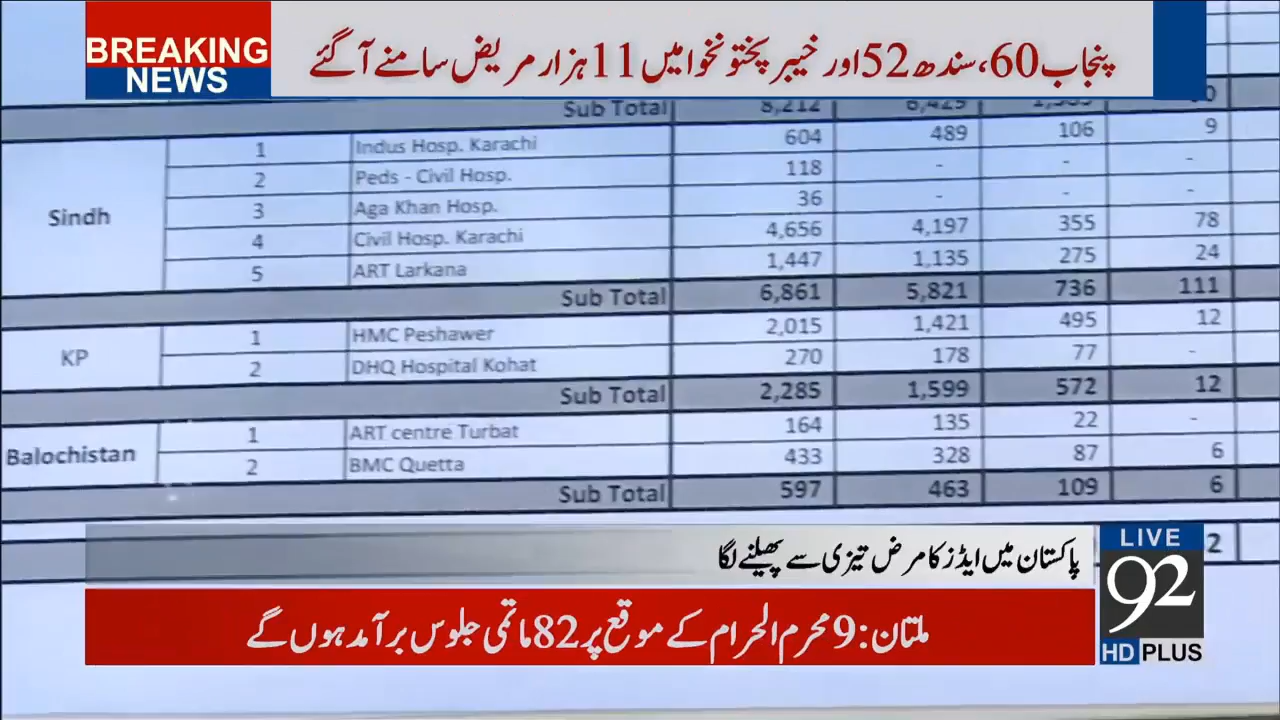 BREAKING NEWS
پنجاب 60، سندھ 52 اور خیبر پختونخوا میں 11 ہزار مریض سامنے آگئے
Sub Total 8,212 6,429
Sindh
1 Indus Hosp. Karachi 604 489 106 9
2 Peds - Civil Hosp. 118 - - -
3 Aga Khan Hosp. 36 - - -
4 Civil Hosp. Karachi 4,656 4,197 355 78
5 ART Larkana 1,447 1,135 275 24
Sub Total 6,861 5,821 736 111
KP
1 HMC Peshawer 2,015 1,421 495 12
2 DHQ Hospital Kohat 270 178 77 -
Sub Total 2,285 1,599 572 12
Balochistan
1 ART centre Turbat 164 135 22 -
2 BMC Quetta 433 328 87 6
Sub Total 597 463 109 6
پاکستان میں ایڈز کا مرض تیزی سے پھیلنے لگا
LIVE
92
HD PLUS
ملتان: 9 محرم الحرام کے موقع پر 82 ماتمی جلوس برآمد ہوں گے